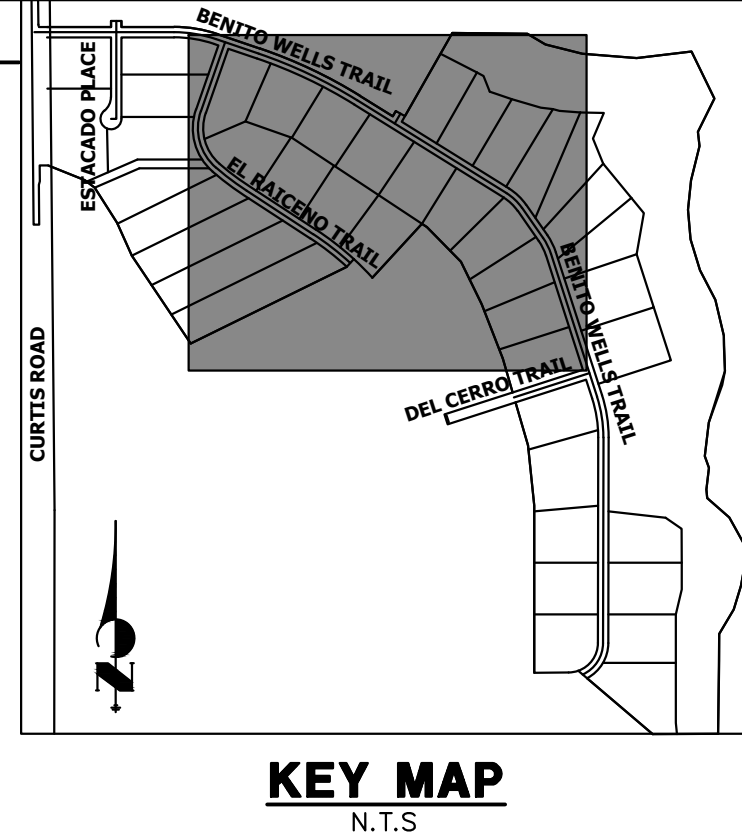 BENITO WELLS TRAIL
ESTACADO PLACE
EL RAICENO TRAIL
BENITO WELLS TRAIL
DEL CERRO TRAIL
CURTIS ROAD
N
KEY MAP
N.T.S